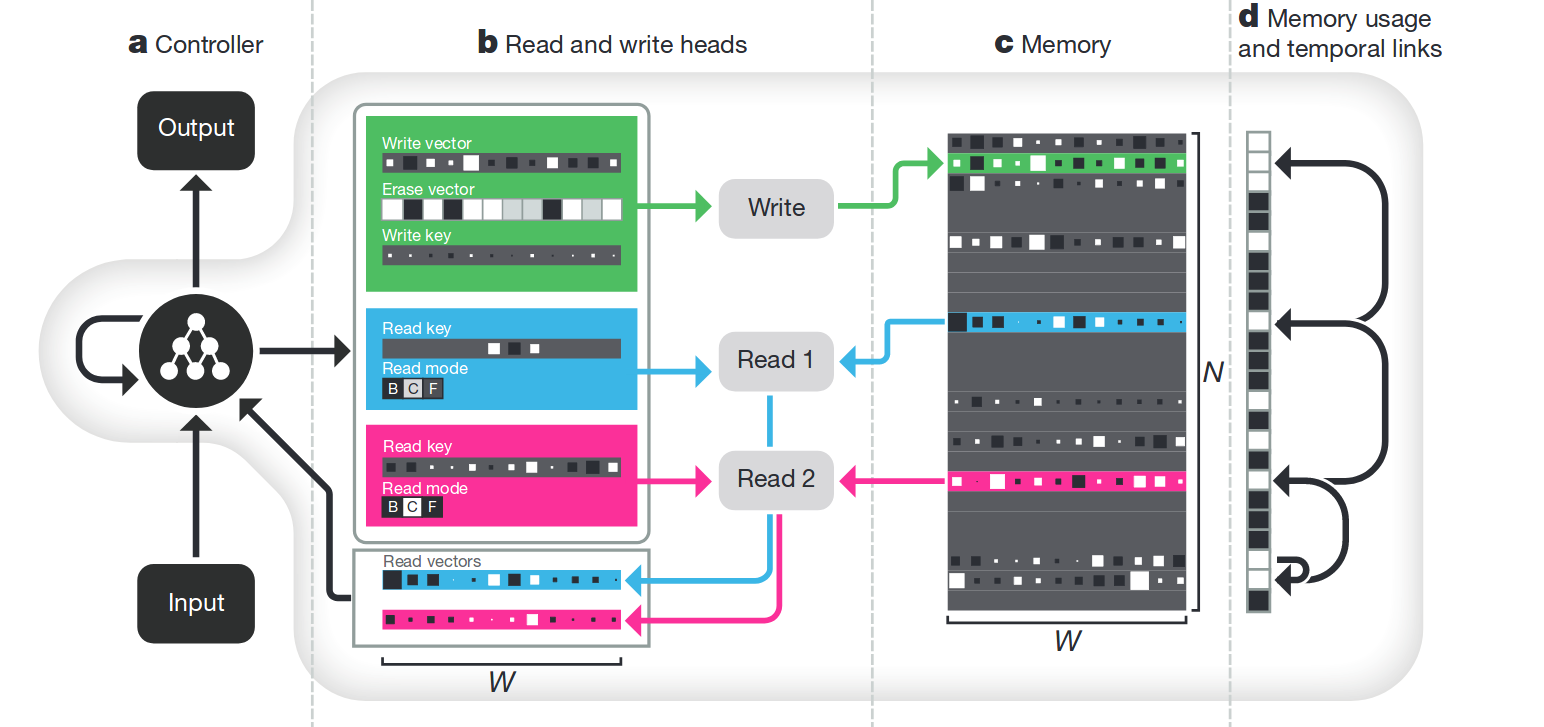 a Controller
b Read and write heads
c Memory
d Memory usage
and temporal links
Output
Input
Write vector
Erase vector
Write key
Read key
Read mode
B C F
Read key
Read mode
B C F
Read vectors
W
Write
Read 1
Read 2
N
W